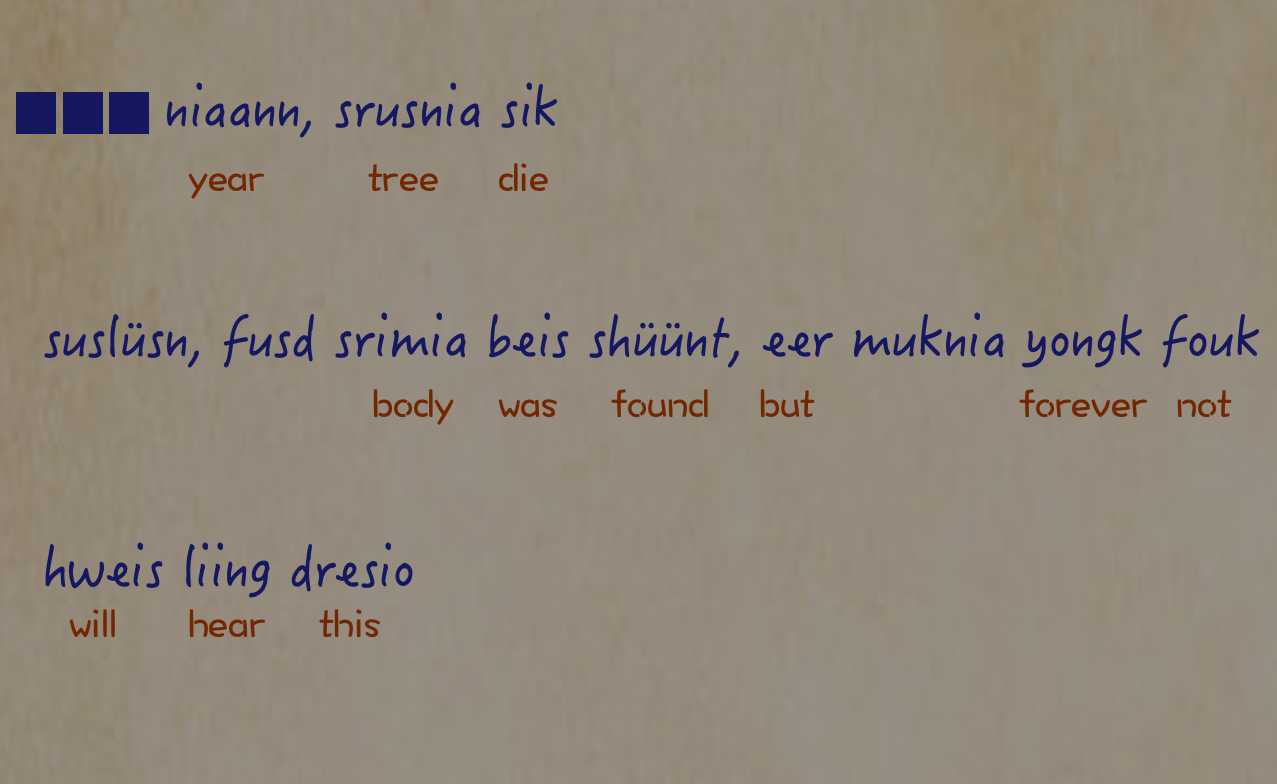 niaann, srusnia sik
year tree die
suslüsn, fusd srimia beis shüünt, eer muknia yongk fouk
body was found but forever not
hweis liing dresio
will hear this